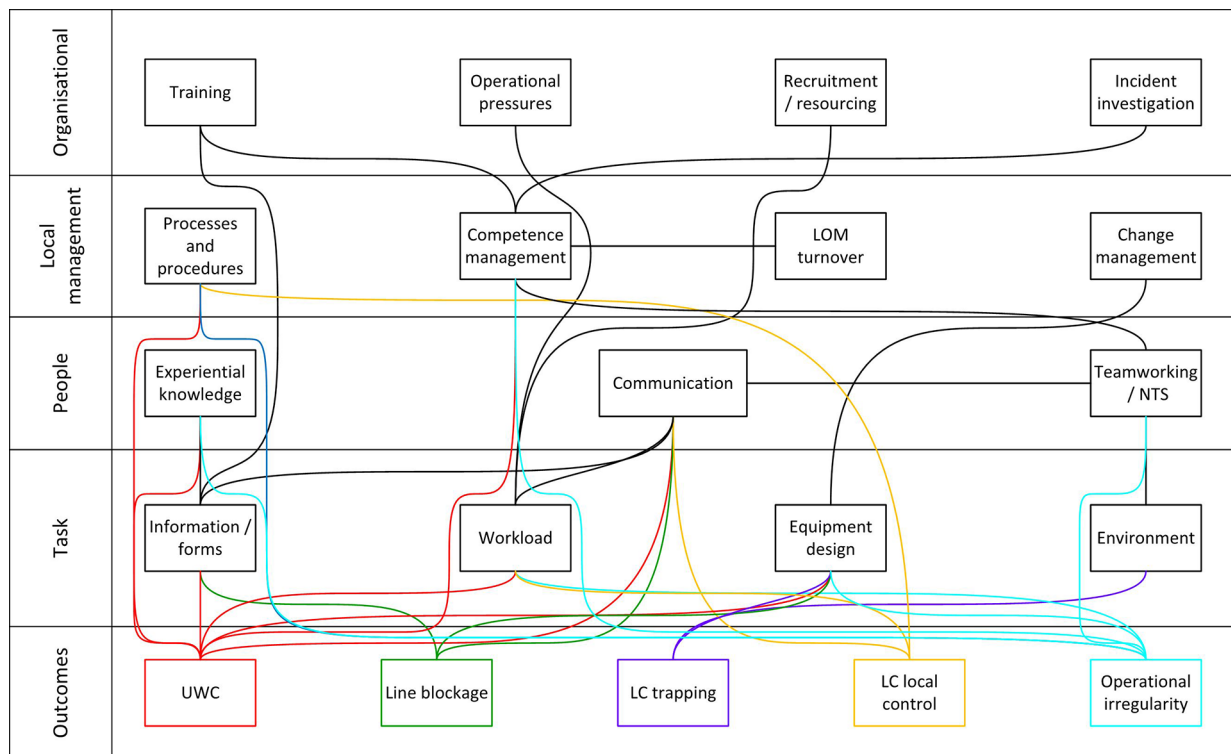 Organisational
Training
Operational
pressures
Recruitment
/ resourcing
Incident
investigation
Local
management
Processes
and
procedures
Competence
management
LOM
turnover
Change
management
People
Experiential
knowledge
Communication
Teamworking
/ NTS
Task
Information /
forms
Workload
Equipment
design
Environment
Outcomes
UWC
Line blockage
LC trapping
LC local
control
Operational
irregularity